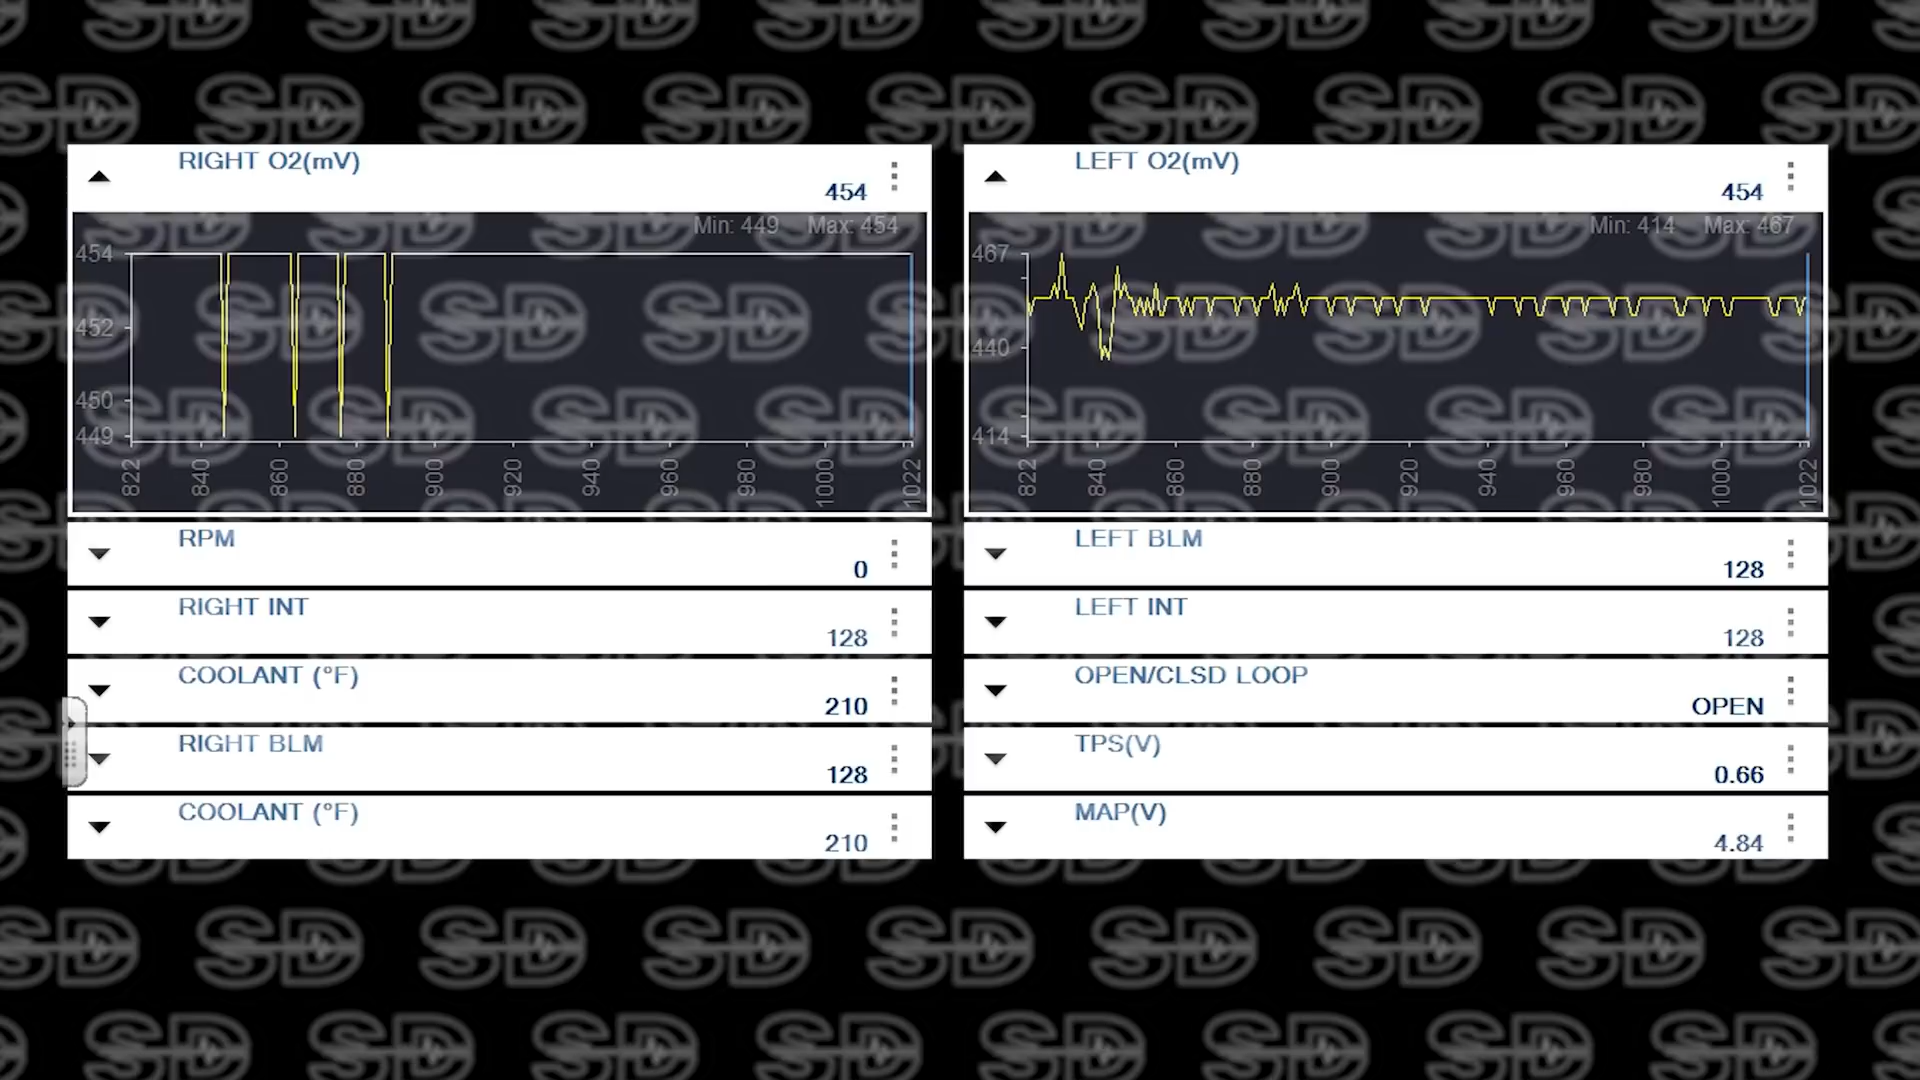 RIGHT O2(mV)
454
Min: 449 Max: 454
454
452
450
449
822 840 860 880 900 920 940 960 980 1000 1022
RPM
0
RIGHT INT
128
COOLANT (°F)
210
RIGHT BLM
128
COOLANT (°F)
210
LEFT O2(mV)
454
Min: 414 Max: 467
467
440
414
822 840 860 880 900 920 940 960 980 1000 1022
LEFT BLM
128
LEFT INT
128
OPEN/CLSD LOOP
OPEN
TPS(V)
0.66
MAP(V)
4.84